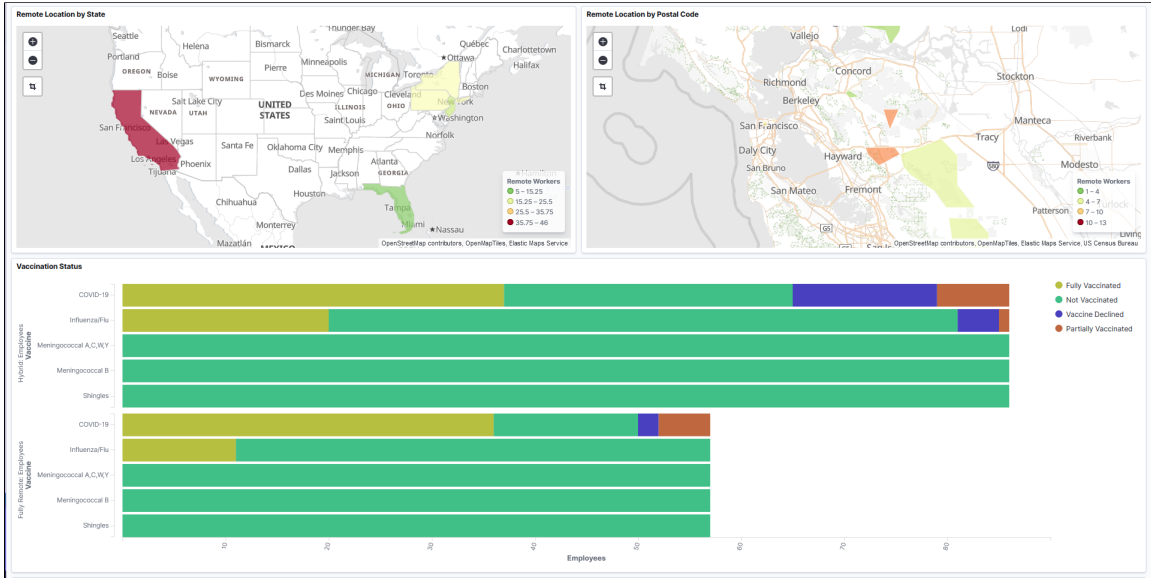 Remote Location by State
Thunder Bay
Seattle
Québec
Helena
Bismarck
Charlottetown
Portland
Ottawa
Halifax
Minneapolis
Pierre
MICHIGAN
Toronto
OREGON
Boise
WYOMING
Boston
Des Moines
Chicago
Cleveland
Salt Lake City
New York
NEVADA
UTAH
UNITED STATES
ILLINOIS
OHIO
Washington
San Francisco
Saint Louis
Norfolk
Las Vegas
Santa Fe
Oklahoma City
Memphis
Los Angeles
Phoenix
Atlanta
Tijuana
Dallas
Jackson
GEORGIA
Houston
Tampa
Chihuahua
Miami
Nassau
Monterrey
Mazatlán
MEXICO
Remote Workers
5 – 15.25
15.25 – 25.5
25.5 – 35.75
35.75 – 46
OpenStreetMap contributors, OpenMapTiles, Elastic Maps Service
Remote Location by Postal Code
Lodi
Vallejo
Concord
Stockton
Richmond
Berkeley
Manteca
San Francisco
Tracy
Riverbank
Daly City
Hayward
San Bruno
Modesto
San Mateo
Fremont
Patterson
Turlock
G5
G5
Living
Remote Workers
1 – 4
4 – 7
7 – 10
10 – 13
OpenStreetMap contributors, OpenMapTiles, Elastic Maps Service, US Census Bureau
Vaccination Status
Hybrid: Employees
Vaccine
COVID-19
Influenza/Flu
Meningococcal A,C,W,Y
Meningococcal B
Shingles
Fully Remote: Employees
Vaccine
COVID-19
Influenza/Flu
Meningococcal A,C,W,Y
Meningococcal B
Shingles
10
20
30
40
50
60
70
80
Employees
Fully Vaccinated
Not Vaccinated
Vaccine Declined
Partially Vaccinated